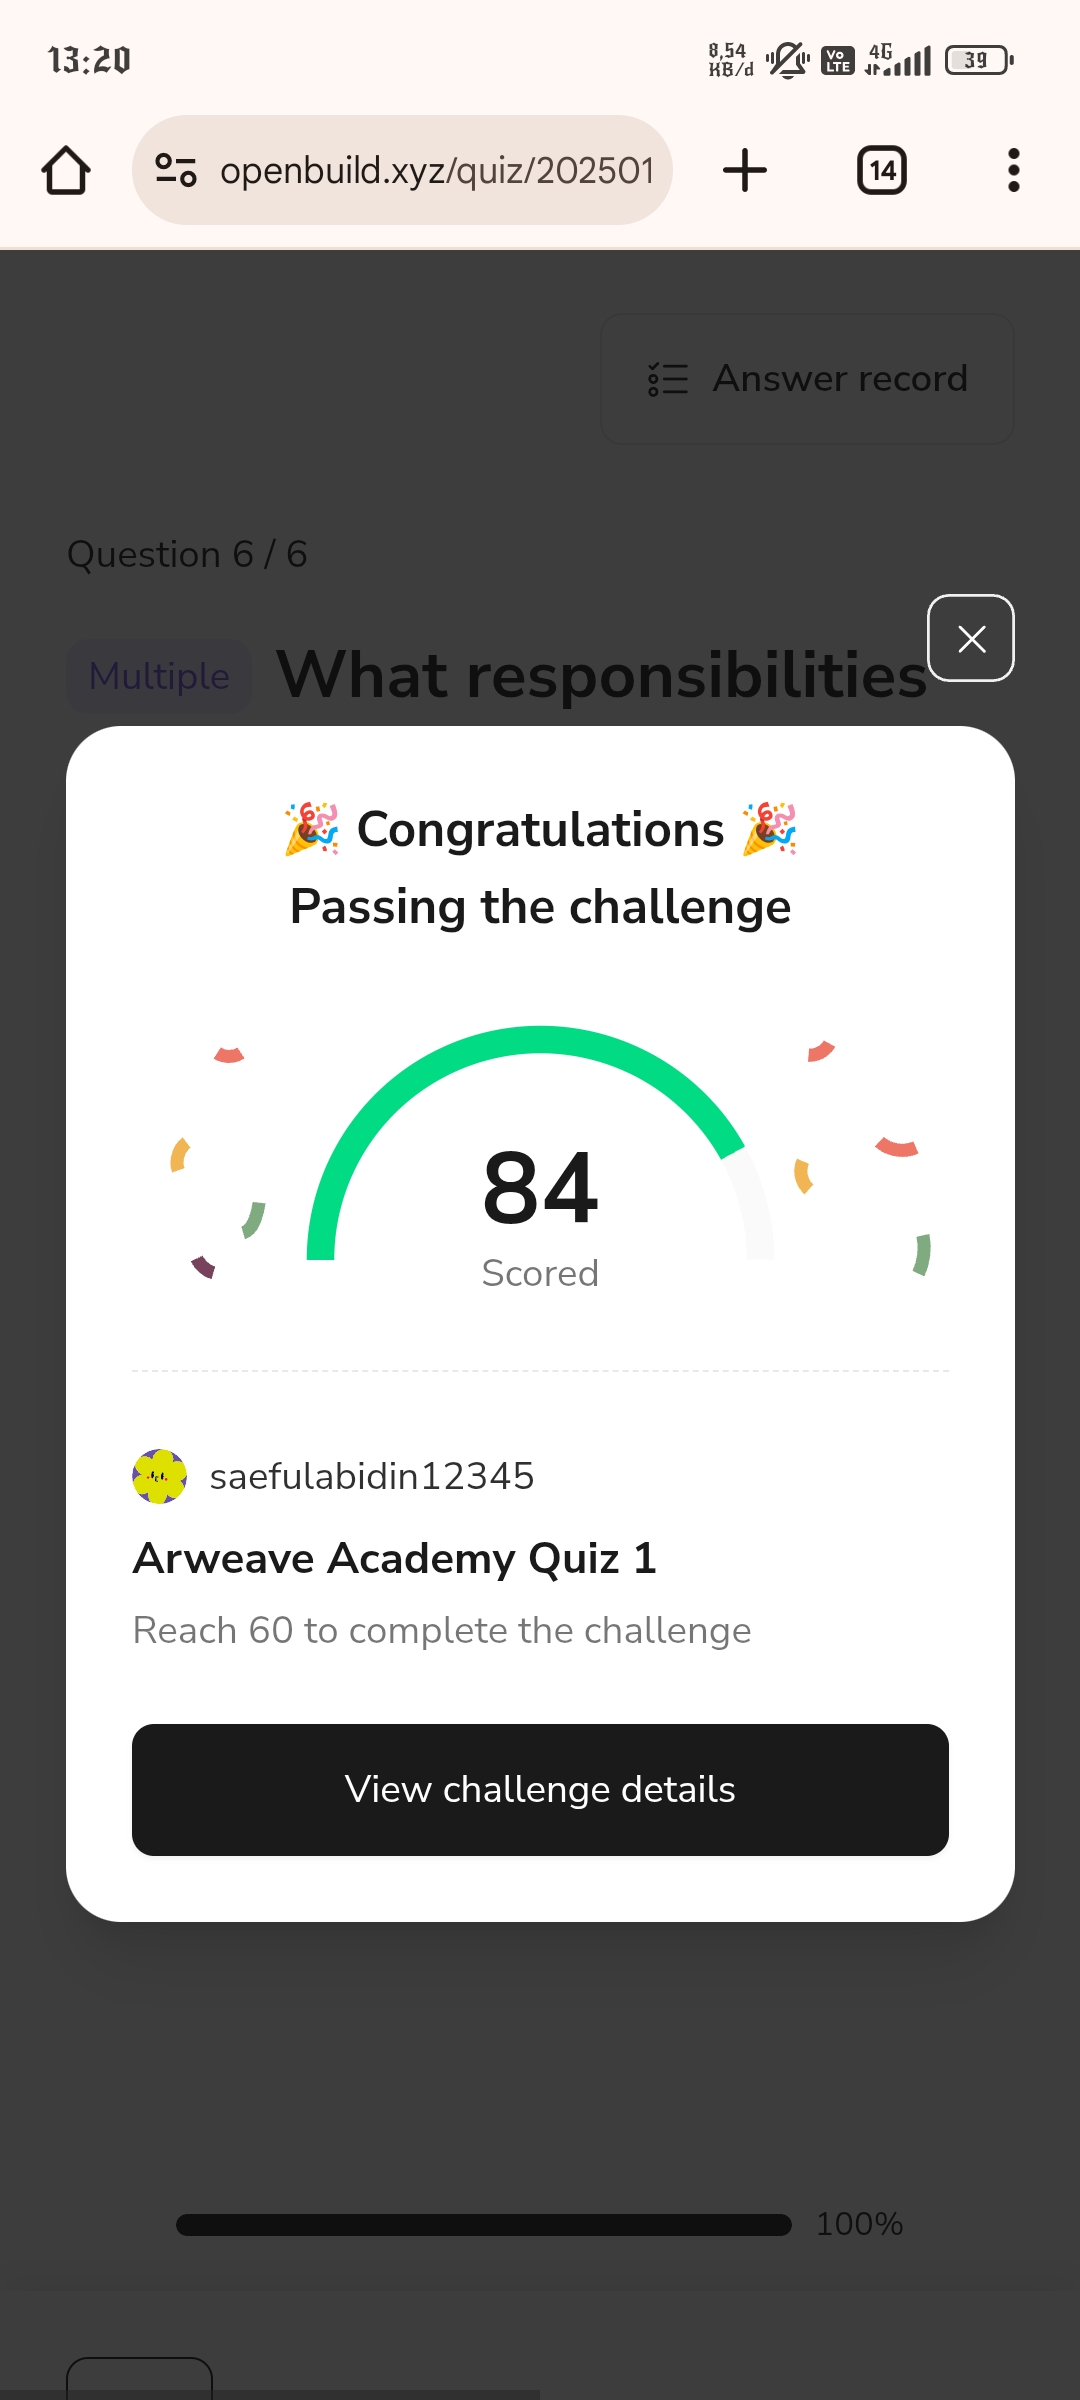 13:20
8,54
KB/d
Vo
LTE
4G
39
openbuild.xyz/quiz/202501
14
Answer record
Question 6 / 6
Multiple What responsibilities
🎉 Congratulations 🎉
Passing the challenge
84
Scored
saefulabidin12345
Arweave Academy Quiz 1
Reach 60 to complete the challenge
View challenge details
100%